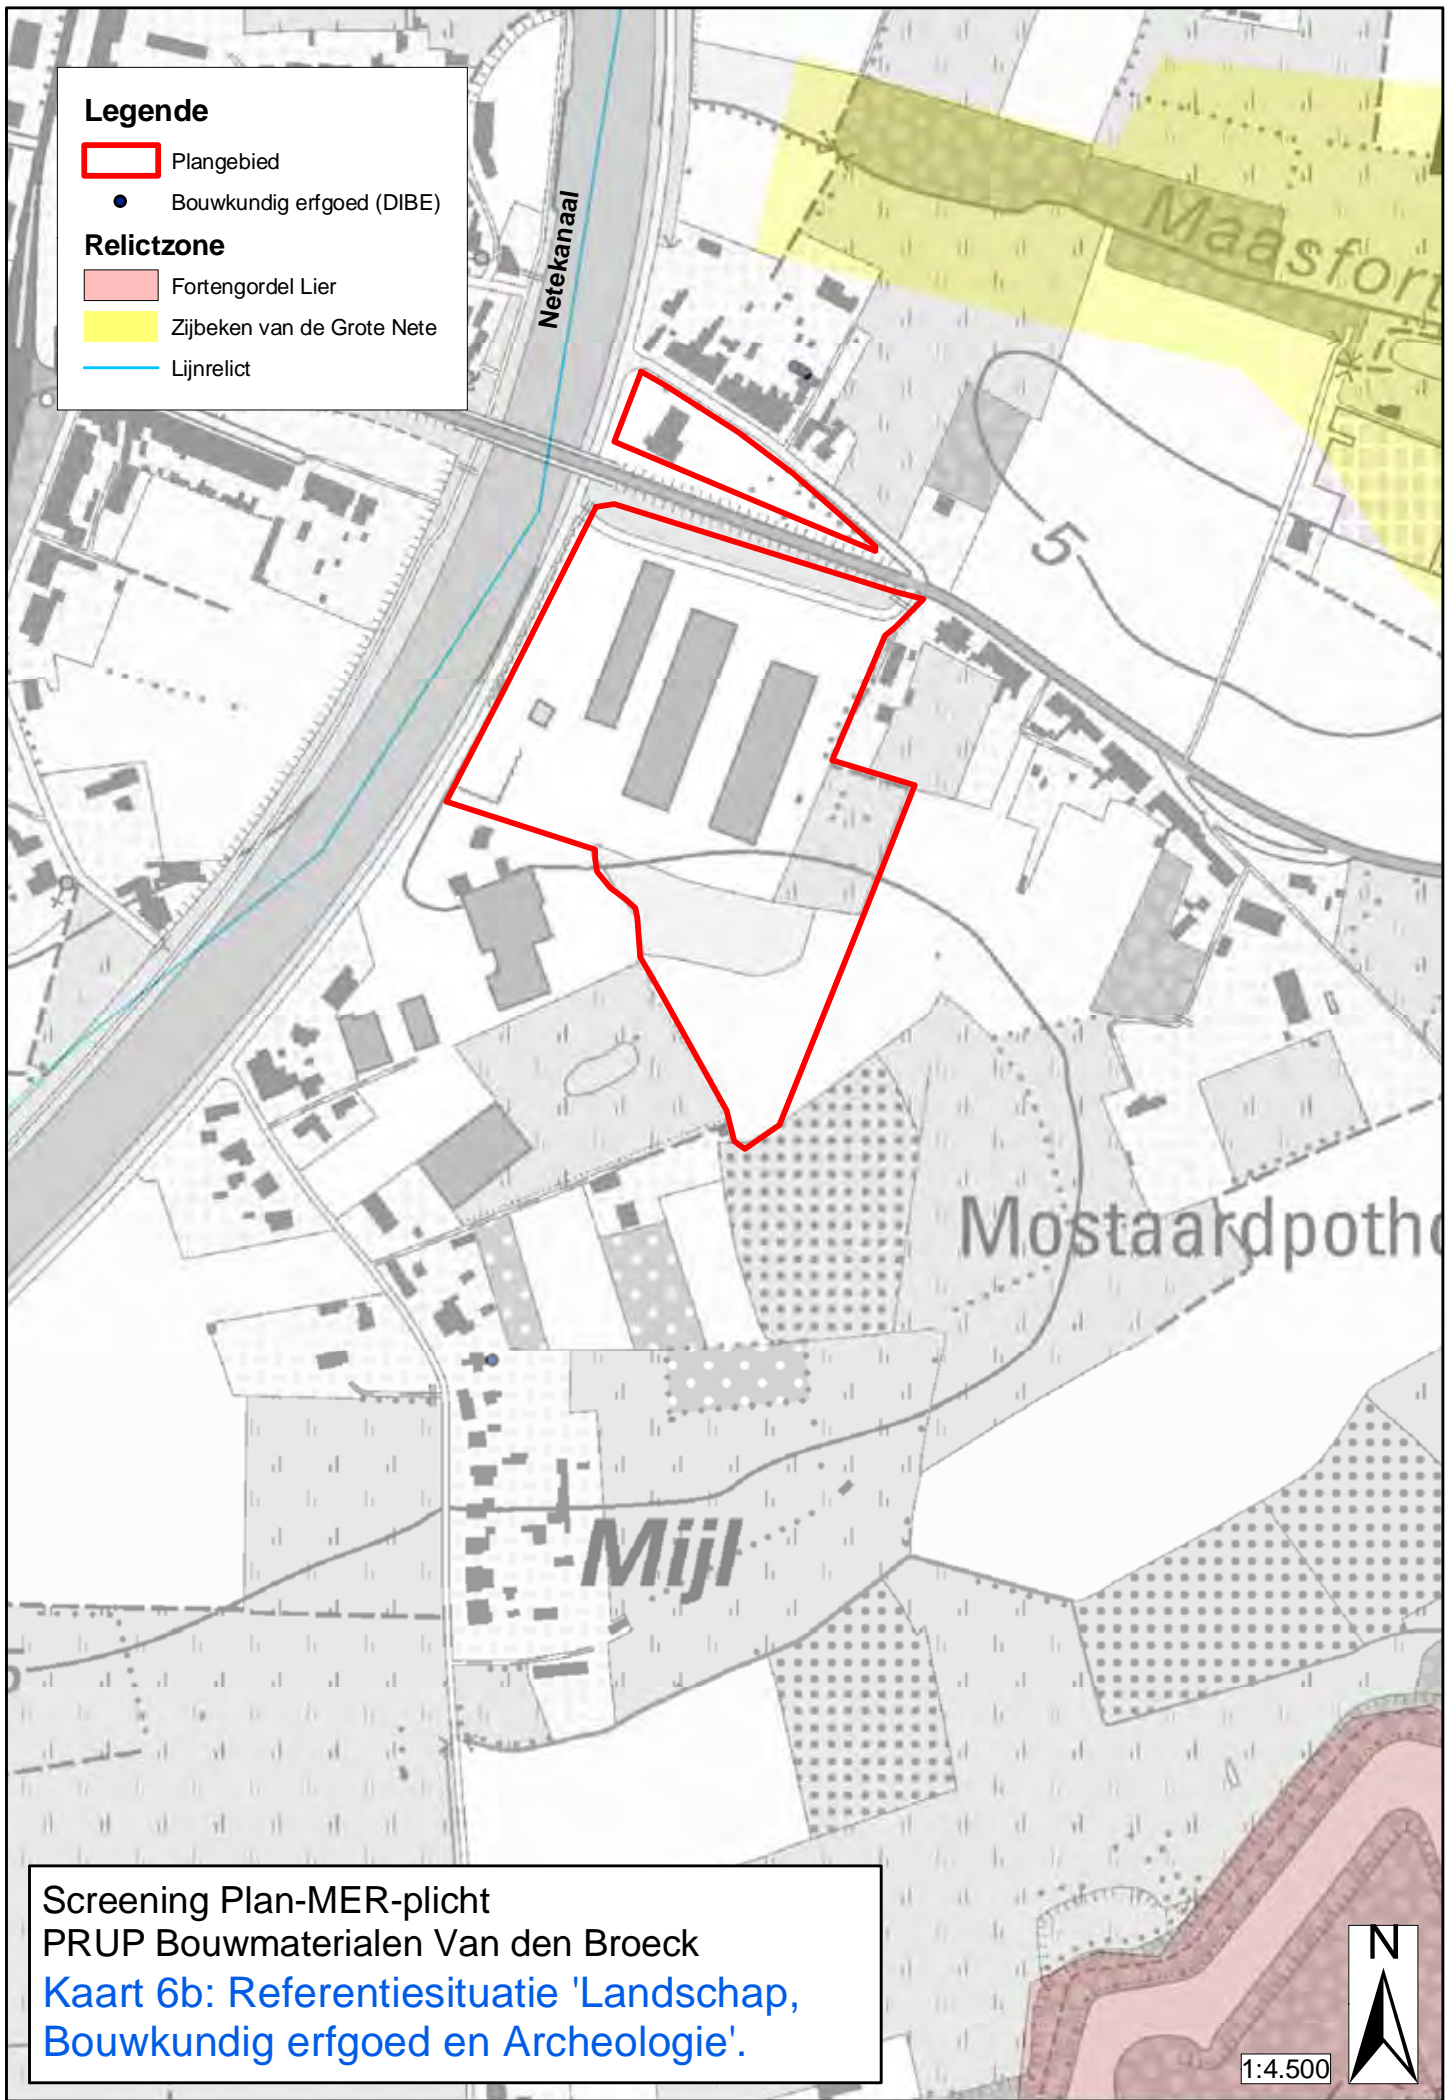 Legende
Plangebied
Bouwkundig erfgoed (DIBE)
Relictzone
Fortengordel Lier
Zijbeken van de Grote Nete
Lijnrelict
Netekanaal
Maasfort
5
Mostaardpotho
Mijl
5
Screening Plan-MER-plicht
PRUP Bouwmaterialen Van den Broeck
Kaart 6b: Referentiesituatie 'Landschap,
Bouwkundig erfgoed en Archeologie'.
N
1:4.500